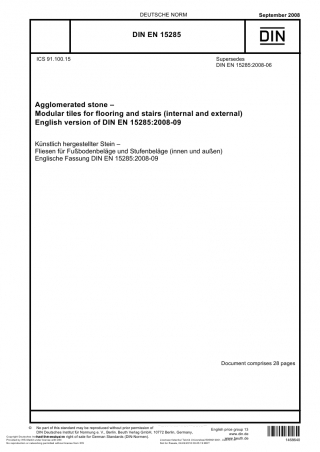 DEUTSCHE NORM
September 2008
DIN EN 15285
DIN
ICS 91.100.15
Supersedes
DIN EN 15285:2008-06
Agglomerated stone –
Modular tiles for flooring and stairs (internal and external)
English version of DIN EN 15285:2008-09
Künstlich hergestellter Stein –
Fliesen für Fußbodenbeläge und Stufenbeläge (innen und außen)
Englische Fassung DIN EN 15285:2008-09
Document comprises 28 pages
© No part of this standard may be reproduced without prior permission of
DIN Deutsches Institut für Normung e. V., Berlin. Beuth Verlag GmbH, 10772 Berlin, Germany,
has the exclusive right of sale for German Standards (DIN-Normen).
English price group 13
www.din.de
www.beuth.de